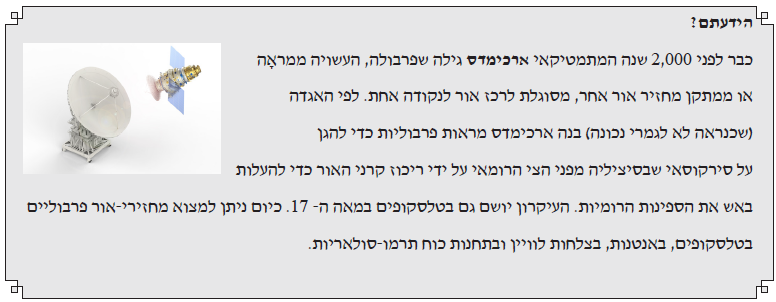 הידעתם?
כבר לפני 2,000 שנה המתמטיקאי ארכימדס גילה שפרבולה, העשויה ממראָה
או ממתקן מחזיר אור אחר, מסוגלת לרכז אור לנקודה אחת. לפי האגדה
(שכנראה לא לגמרי נכונה) בנה ארכימדס מראות פרבוליות כדי להגן
על סירקוסאי שבסיציליה מפני הצי הרומאי על ידי ריכוז קרני האור כדי להעלות
באש את הספינות הרומיות. העיקרון יושם גם בטלסקופים במאה ה- 17. כיום ניתן למצוא מחזירי-אור פרבוליים
בטלסקופים, באנטנות, בצלחות לוויין ובתחנות כוח תרמו-סולאריות.